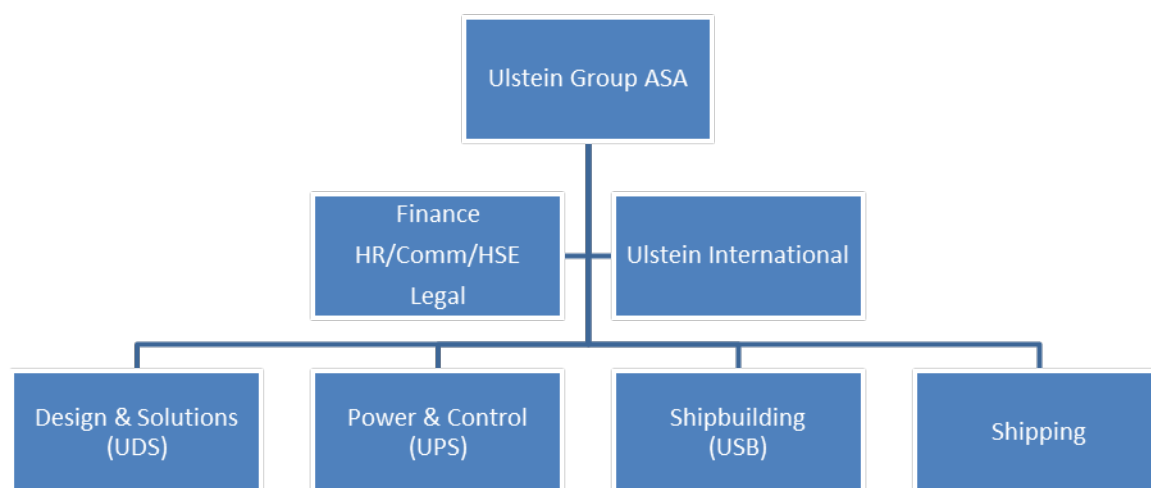 Ulstein Group ASA
Finance
HR/Comm/HSE
Legal
Ulstein International
Design & Solutions
(UDS)
Power & Control
(UPS)
Shipbuilding
(USB)
Shipping